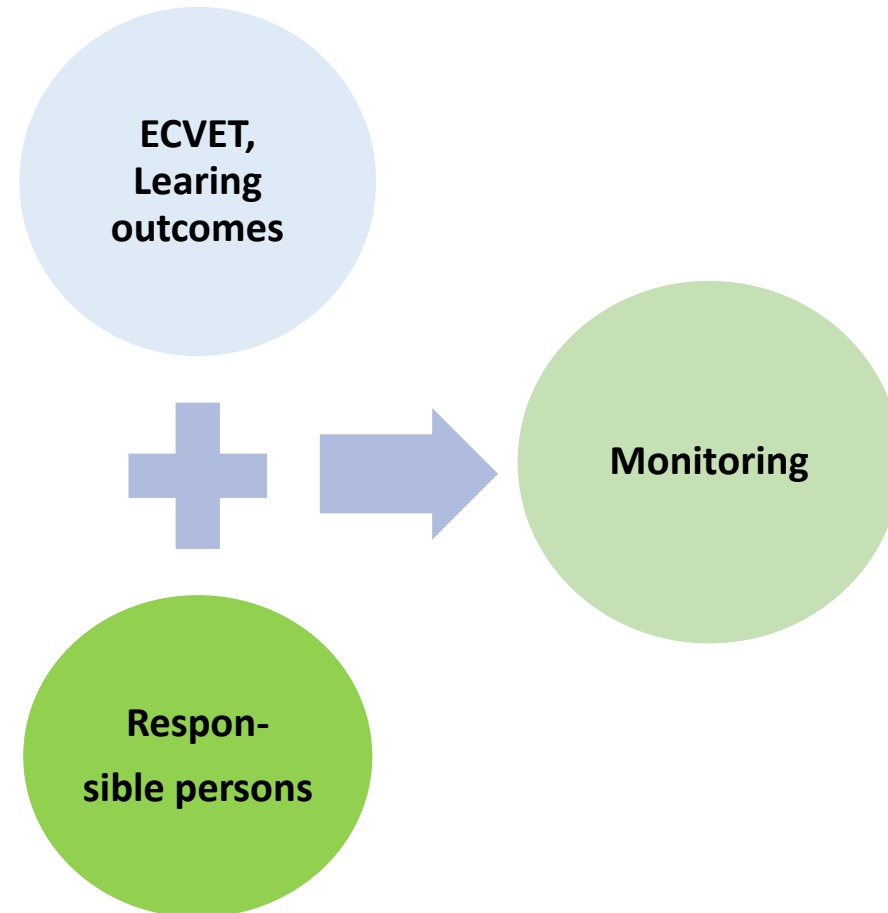 ECVET,
Learing
outcomes
Monitoring
Respon-
sible persons